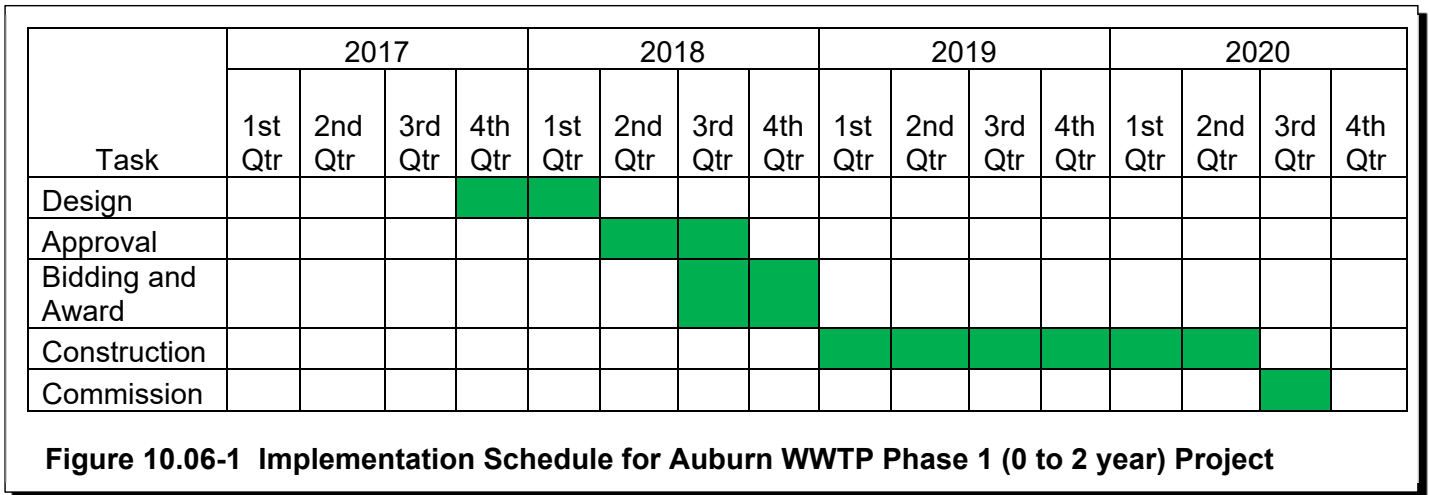 2017 2018 2019 2020
Task 1st Qtr 2nd Qtr 3rd Qtr 4th Qtr 1st Qtr 2nd Qtr 3rd Qtr 4th Qtr 1st Qtr 2nd Qtr 3rd Qtr 4th Qtr 1st Qtr 2nd Qtr 3rd Qtr 4th Qtr
Design
Approval
Bidding and
Award
Construction
Commission
Figure 10.06-1 Implementation Schedule for Auburn WWTP Phase 1 (0 to 2 year) Project